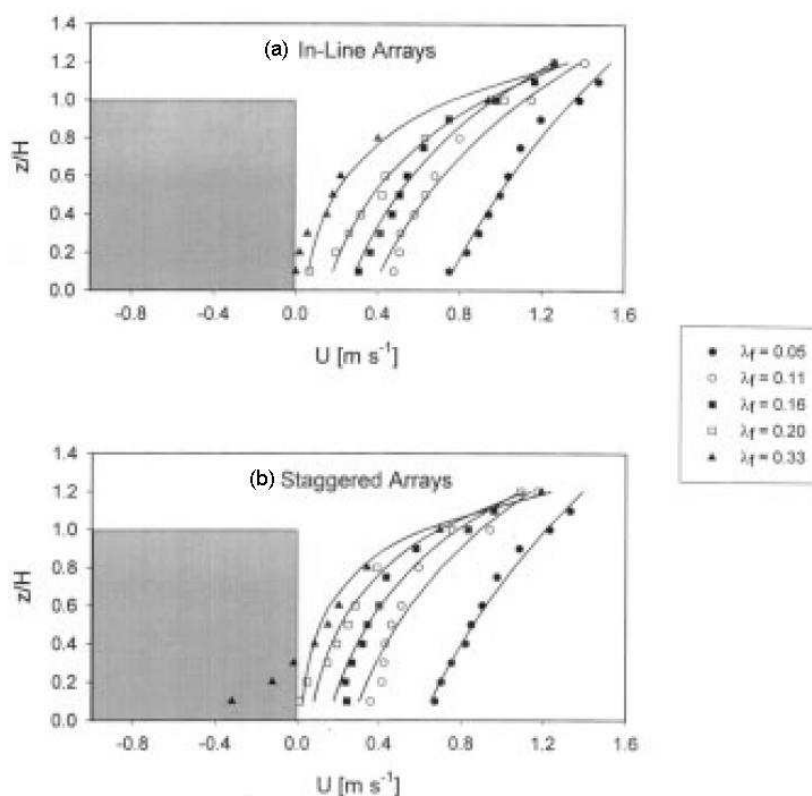 (a) In-Line Arrays
z/H
1.4
1.2
1.0
0.8
0.6
0.4
0.2
0.0
-0.8 -0.4 0.0 0.4 0.8 1.2 1.6
U [m s⁻¹]
λf = 0.05
λf = 0.11
λf = 0.16
λf = 0.20
λf = 0.33
(b) Staggered Arrays
z/H
1.4
1.2
1.0
0.8
0.6
0.4
0.2
0.0
-0.8 -0.4 0.0 0.4 0.8 1.2 1.6
U [m s⁻¹]